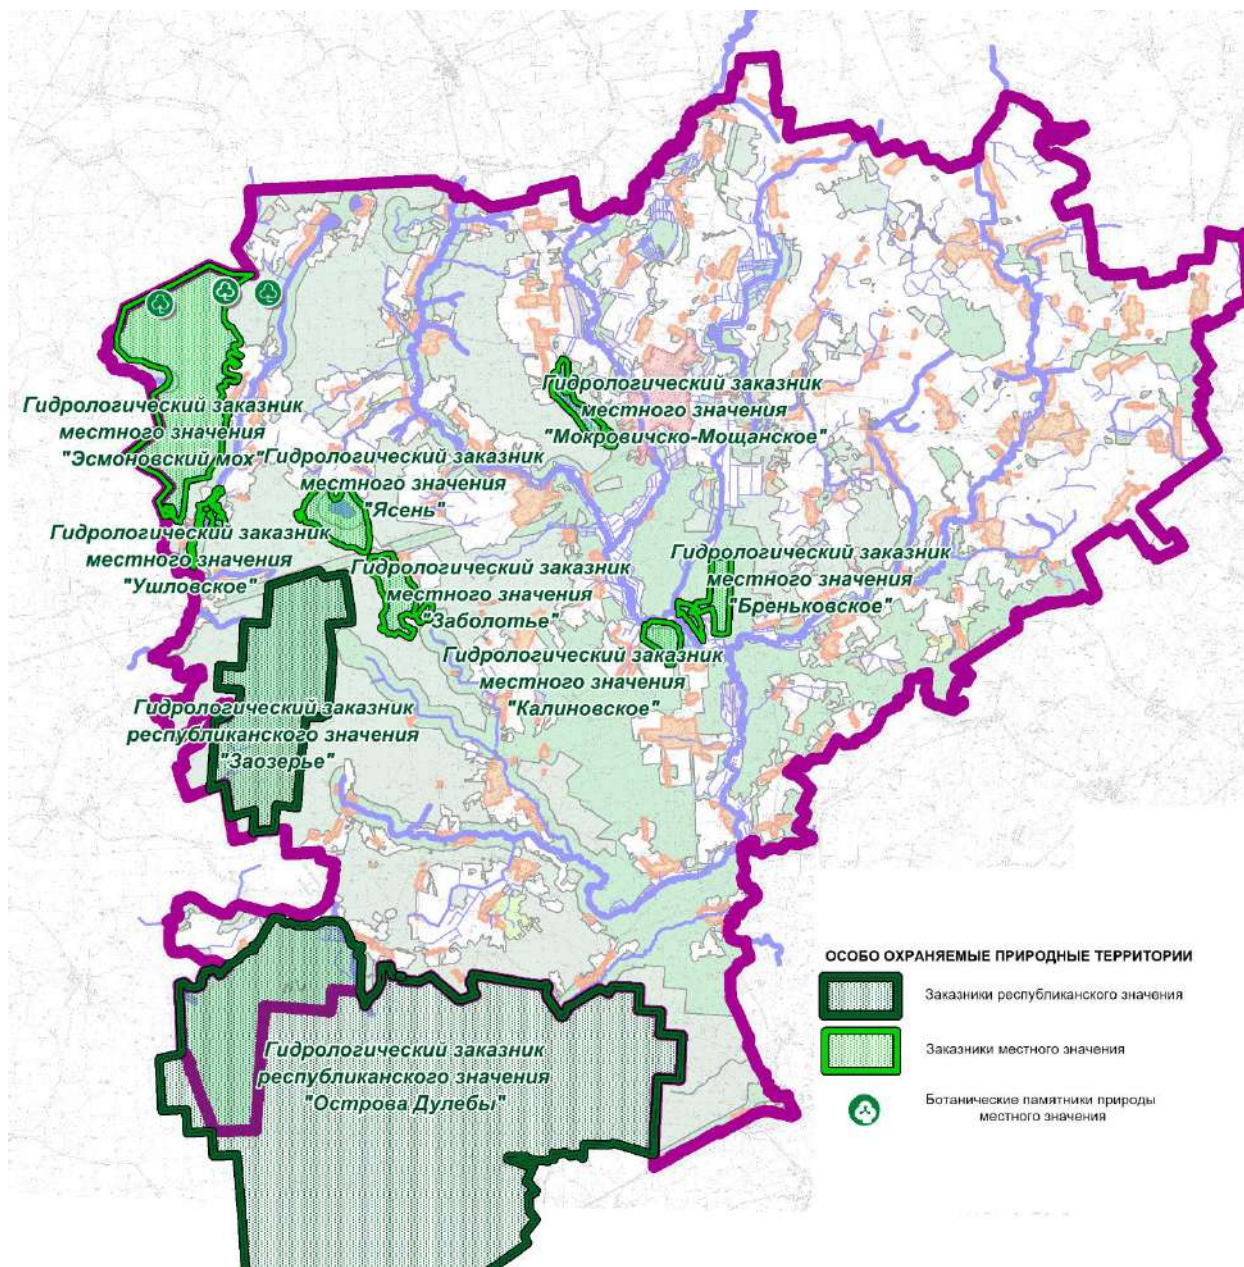 Гидрологический заказник
местного значения
"Мокровичско-Мощанское"
Гидрологический заказник
местного значения
"Эсмоновский мох"
Гидрологический заказник
местного значения
"Ясень"
Гидрологический заказник
местного значения
"Ушловское"
Гидрологический заказник
местного значения
"Заболотье"
Гидрологический заказник
местного значения
"Бреньковское"
Гидрологический заказник
местного значения
"Калиновское"
Гидрологический заказник
республиканского значения
"Заозерье"
Гидрологический заказник
республиканского значения
"Острова Дулебы"
ОСОБО ОХРАНЯЕМЫЕ ПРИРОДНЫЕ ТЕРРИТОРИИ
Заказники республиканского значения
Заказники местного значения
Ботанические памятники природы
местного значения